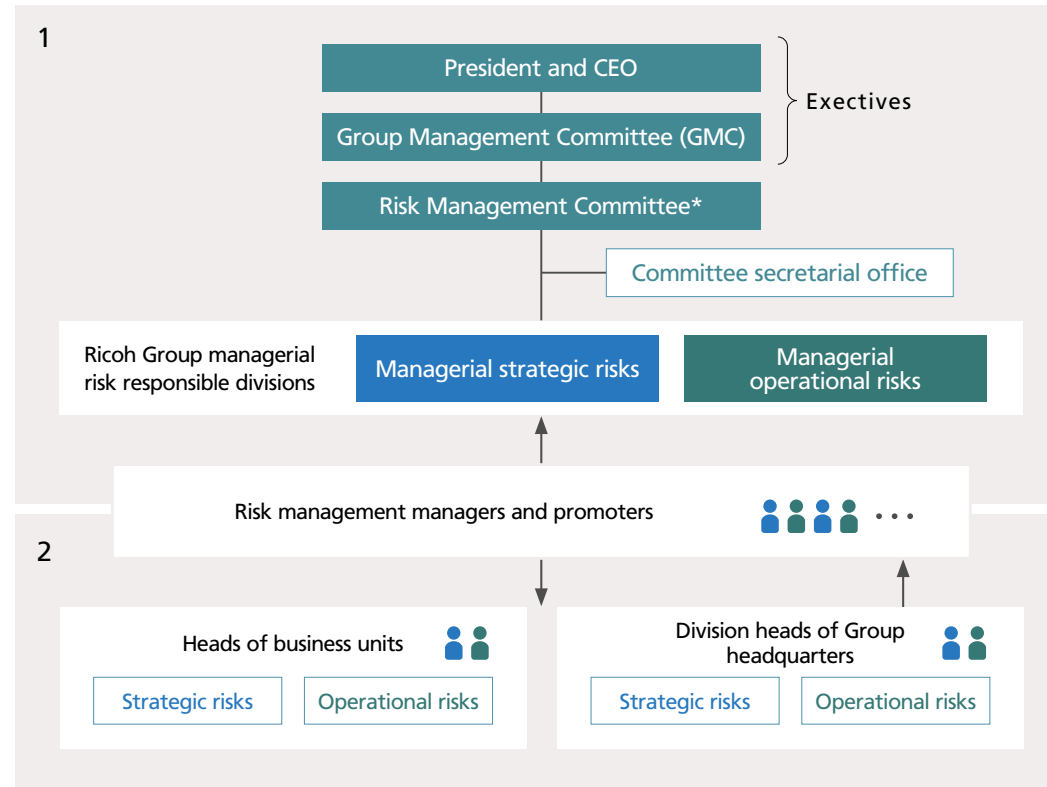 1
President and CEO
Group Management Committee (GMC)
Exectives
Risk Management Committee*
Committee secretarial office
Ricoh Group managerial
risk responsible divisions
Managerial strategic risks
Managerial
operational risks
Risk management managers and promoters
...
2
Heads of business units
Strategic risks
Operational risks
Division heads of Group
headquarters
Strategic risks
Operational risks